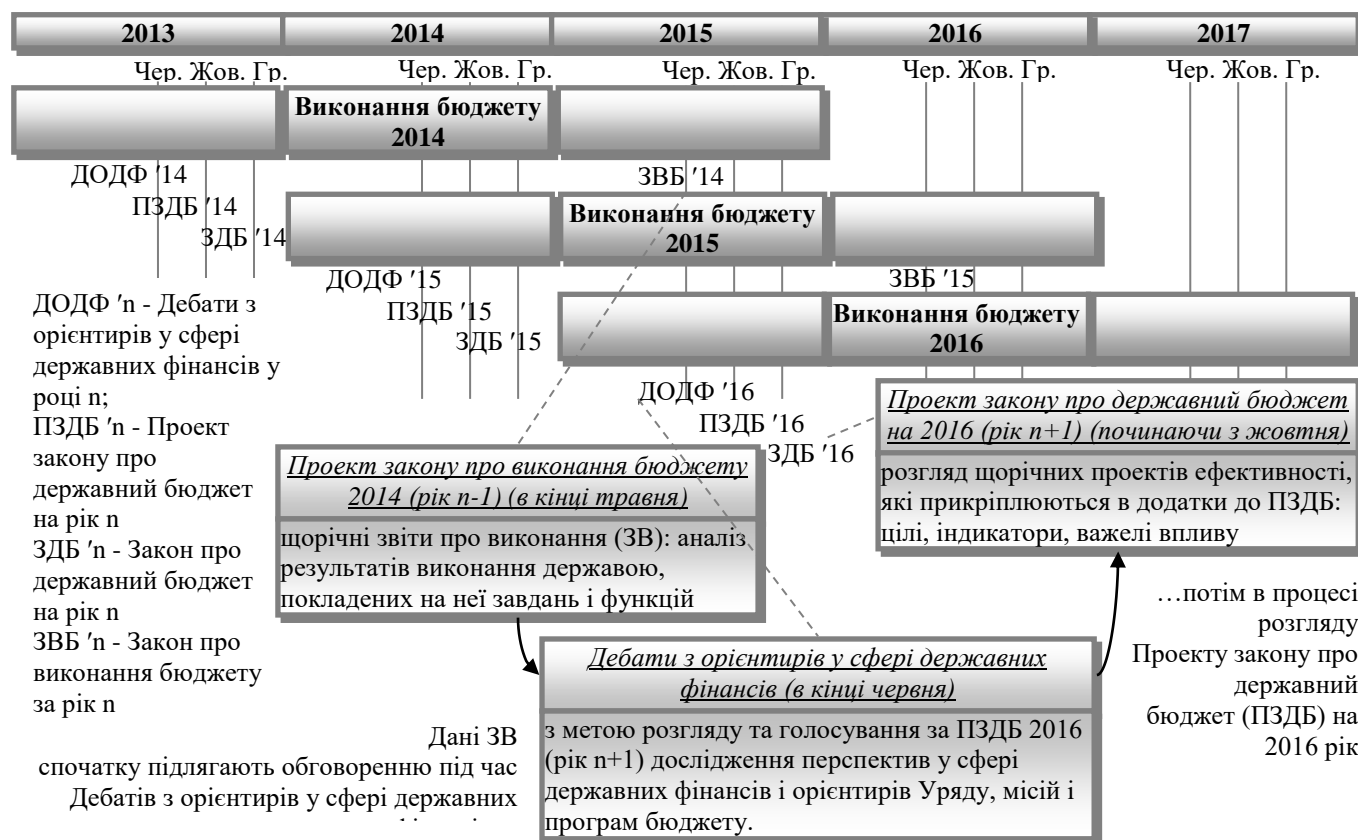 2013 2014 2015 2016 2017
Чер. Жов. Гр. Чер. Жов. Гр. Чер. Жов. Гр. Чер. Жов. Гр. Чер. Жов. Гр.
Виконання бюджету
2014
ДОДФ '14
ПЗДБ '14
ЗДБ '14
ЗВБ '14
Виконання бюджету
2015
ДОДФ '15
ПЗДБ '15
ЗДБ '15
ЗВБ '15
Виконання бюджету
2016
ДОДФ '16
ПЗДБ '16
ЗДБ '16
ДОДФ 'n - Дебати з
орієнтирів у сфері
державних фінансів у
році n;
ПЗДБ 'n - Проект
закону про
державний бюджет
на рік n
ЗДБ 'n - Закон про
державний бюджет
на рік n
ЗВБ 'n - Закон про
виконання бюджету
за рік n
Проект закону про виконання бюджету
2014 (рік n-1) (в кінці травня)
щорічні звіти про виконання (ЗВ): аналіз
результатів виконання державою,
покладених на неї завдань і функцій
Проект закону про державний бюджет
на 2016 (рік n+1) (починаючи з жовтня)
розгляд щорічних проектів ефективності,
які прикріплюються в додатки до ПЗДБ:
цілі, індикатори, важелі впливу
Дані ЗВ
спочатку підлягають обговоренню під час
Дебатів з орієнтирів у сфері державних
Дебати з орієнтирів у сфері державних
фінансів (в кінці червня)
з метою розгляду та голосування за ПЗДБ 2016
(рік n+1) дослідження перспектив у сфері
державних фінансів і орієнтирів Уряду, місій і
програм бюджету.
…потім в процесі
розгляду
Проекту закону про
державний
бюджет (ПЗДБ) на
2016 рік